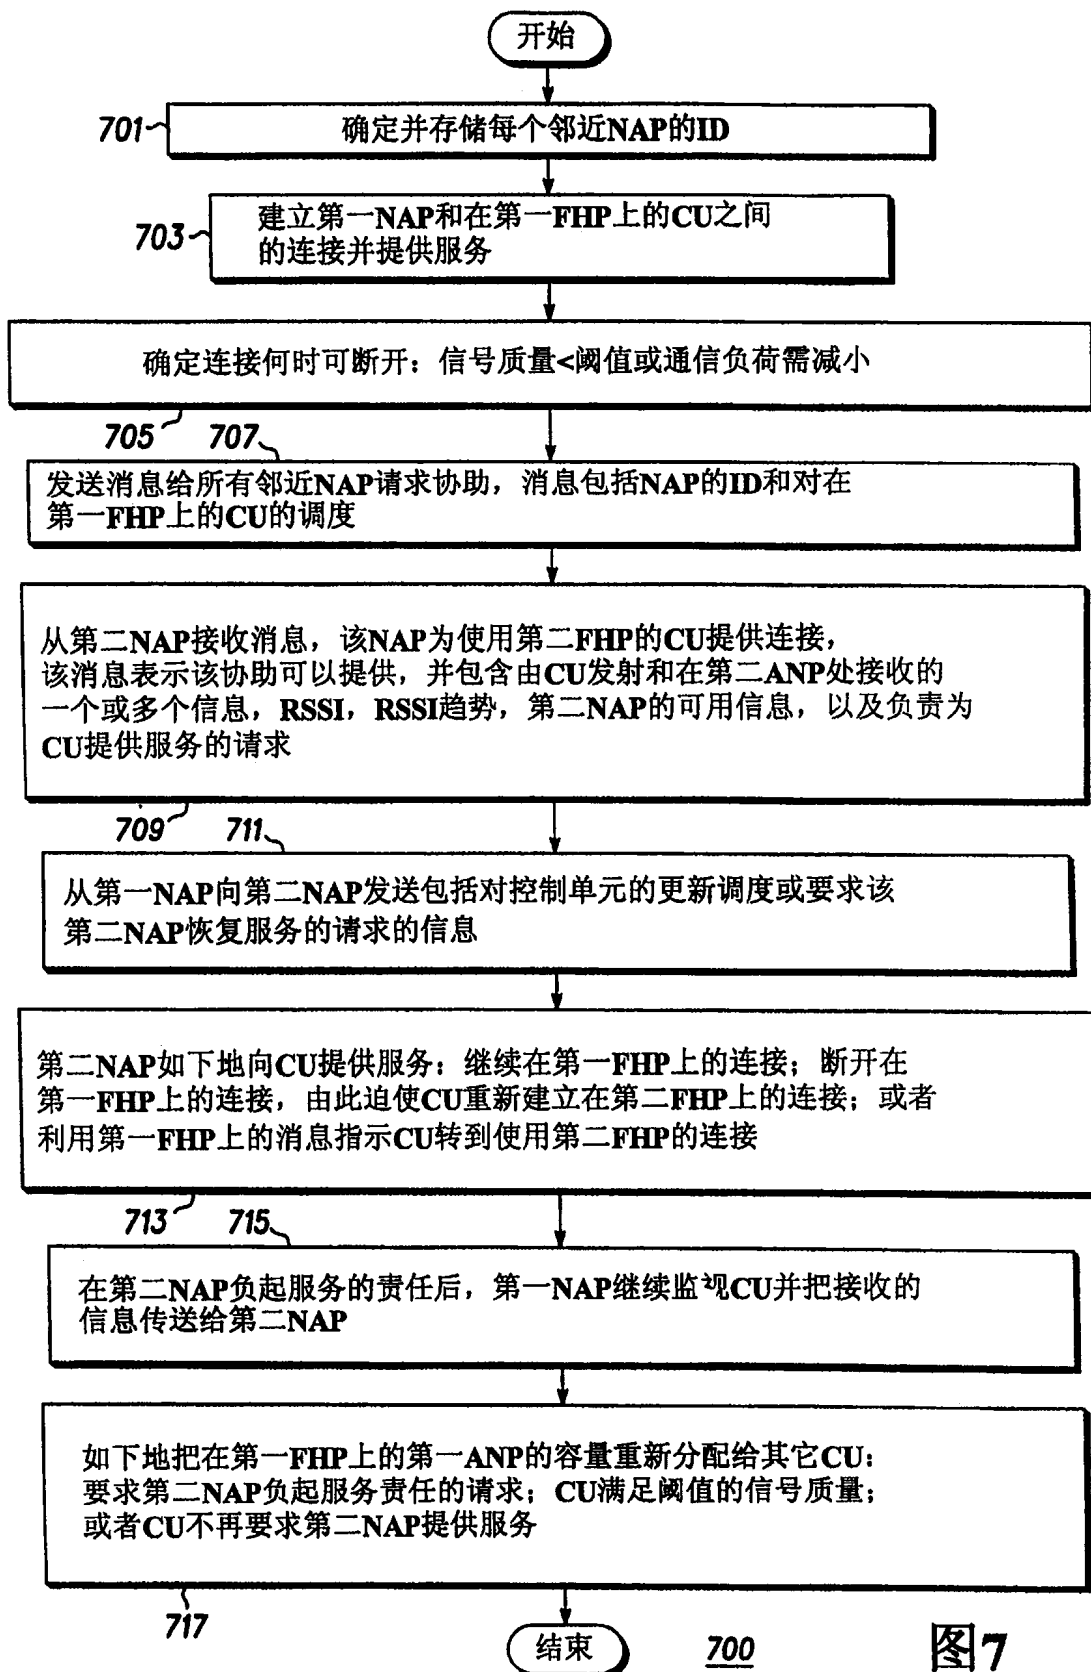 开始
701
确定并存储每个邻近NAP的ID
703
建立第一NAP和在第一FHP上的CU之间
的连接并提供服务
确定连接何时可断开：信号质量<阈值或通信负荷需减小
705
707
发送消息给所有邻近NAP请求协助，消息包括NAP的ID和对在
第一FHP上的CU的调度
从第二NAP接收消息，该NAP为使用第二FHP的CU提供连接，
该消息表示该协助可以提供，并包含由CU发射和在第二ANP处接收的
一个或多个信息，RSSI，RSSI趋势，第二NAP的可用信息，以及负责为
CU提供服务的请求
709
711
从第一NAP向第二NAP发送包括对控制单元的更新调度或要求该
第二NAP恢复服务的请求的信息
第二NAP如下地向CU提供服务：继续在第一FHP上的连接；断开在
第一FHP上的连接，由此迫使CU重新建立在第二FHP上的连接；或者
利用第一FHP上的消息指示CU转到使用第二FHP的连接
713
715
在第二NAP负起服务的责任后，第一NAP继续监视CU并把接收的
信息传送给第二NAP
如下地把在第一FHP上的第一ANP的容量重新分配给其它CU：
要求第二NAP负起服务责任的请求；CU满足阈值的信号质量；
或者CU不再要求第二NAP提供服务
717
结束
700
图7